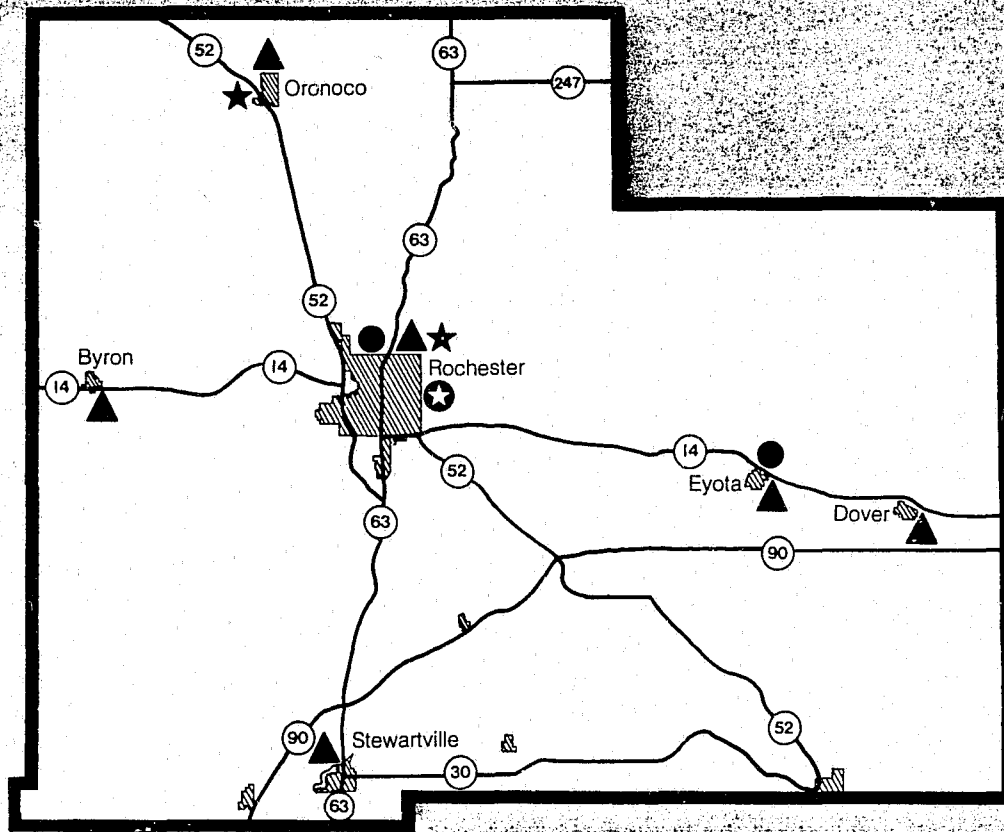 52
63
247
Oronoco
63
52
Byron
14
14
Rochester
52
14
Eyota
Dover
63
90
52
90
Stewartville
30
63